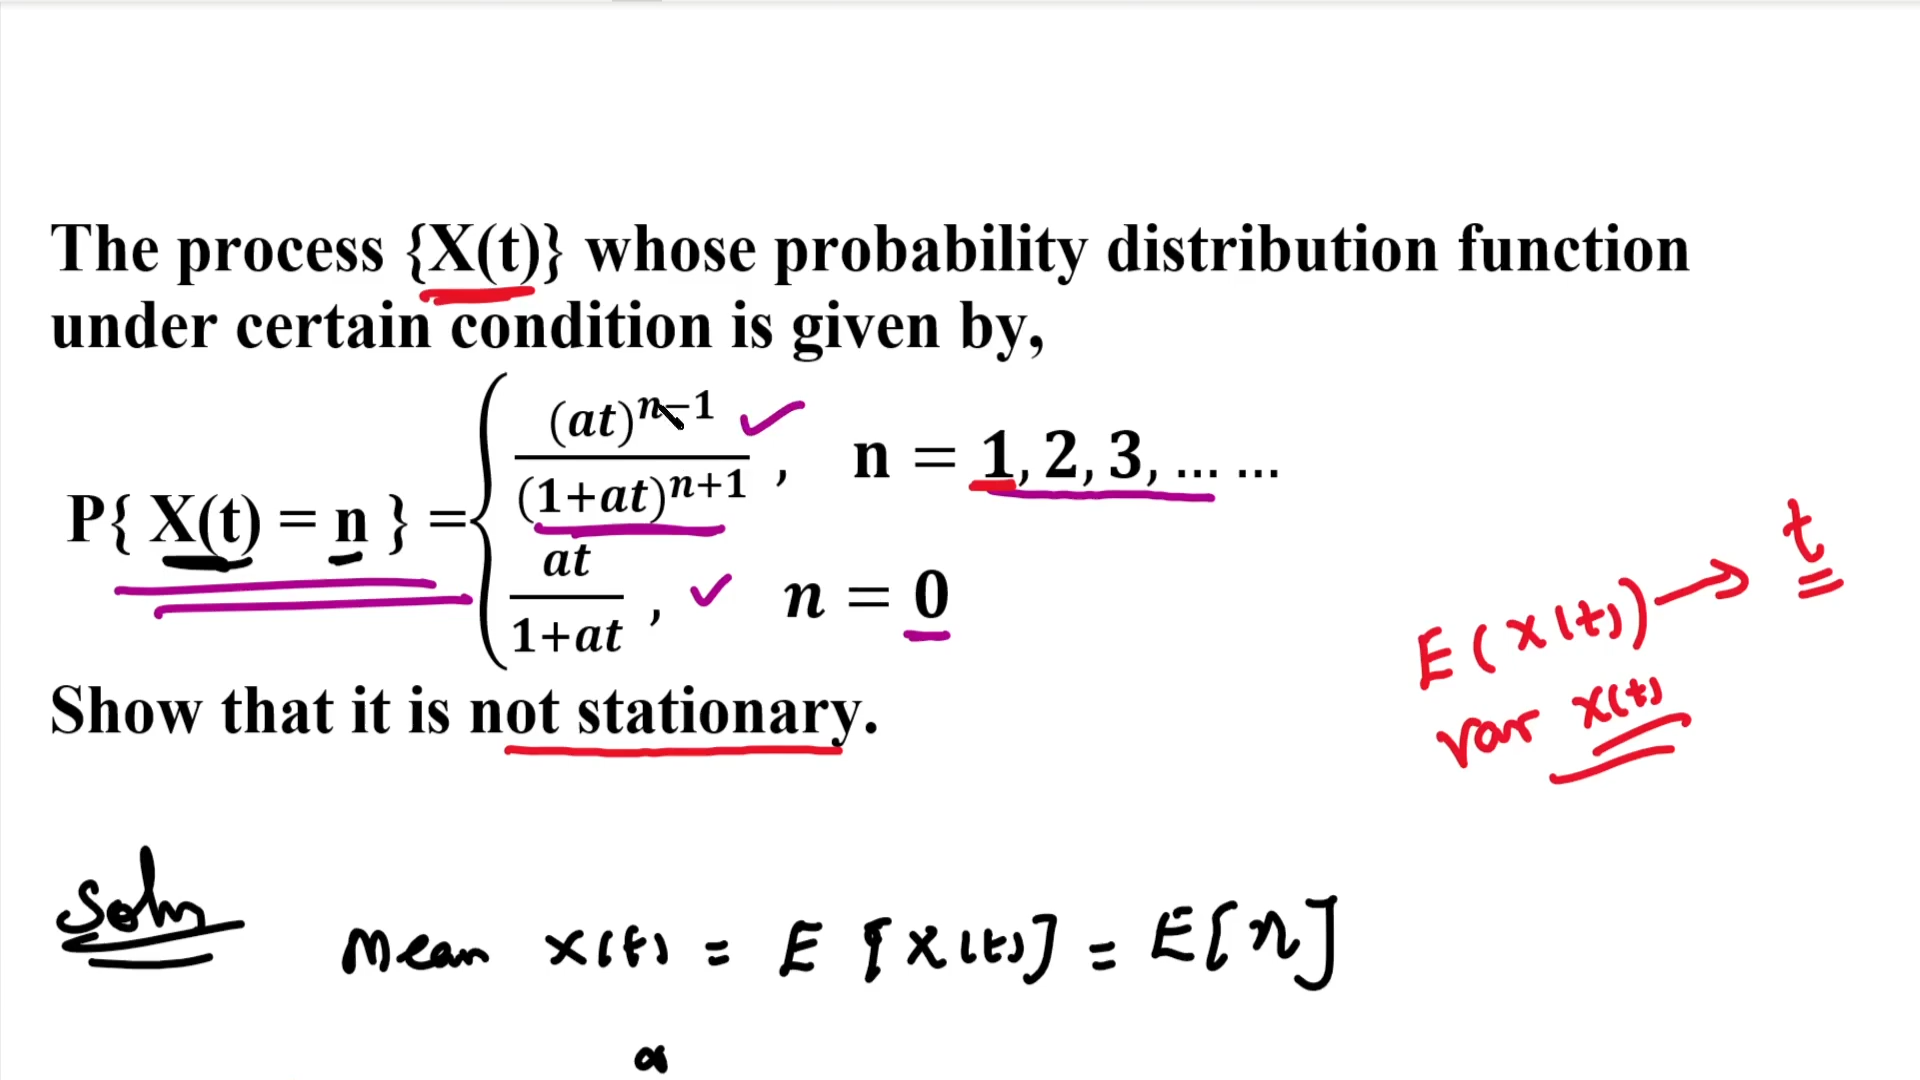 The process {X(t)} whose probability distribution function
under certain condition is given by,
P{ X(t) = n } = { (at)^{n−1} / (1+at)^{n+1} , n = 1, 2, 3, … …
at / 1+at , n = 0
Show that it is not stationary.
E(X(t)) → t
var X(t)
Soln
Mean X(t) = E [X(t)] = E[n]
∝